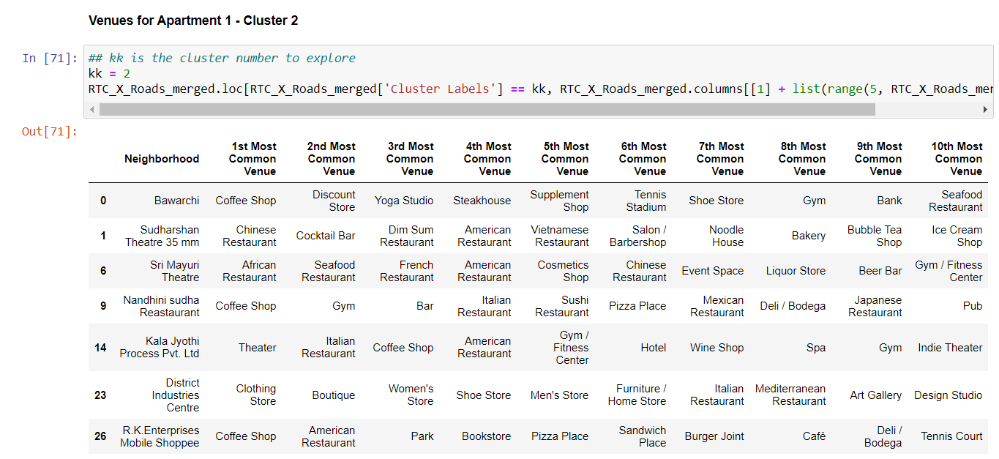 Venues for Apartment 1 - Cluster 2
In [71]: ## kk is the cluster number to explore
kk = 2
RTC_X_Roads_merged.loc[RTC_X_Roads_merged['Cluster Labels'] == kk, RTC_X_Roads_merged.columns[[1] + list(range(5, RTC_X_Roads_mer
Out[71]:
Neighborhood 1st Most Common Venue 2nd Most Common Venue 3rd Most Common Venue 4th Most Common Venue 5th Most Common Venue 6th Most Common Venue 7th Most Common Venue 8th Most Common Venue 9th Most Common Venue 10th Most Common Venue
0 Bawarchi Coffee Shop Discount Store Yoga Studio Steakhouse Supplement Shop Tennis Stadium Shoe Store Gym Bank Seafood Restaurant
1 Sudharshan Theatre 35 mm Chinese Restaurant Cocktail Bar Dim Sum Restaurant American Restaurant Vietnamese Restaurant Salon / Barbershop Noodle House Bakery Bubble Tea Shop Ice Cream Shop
6 Sri Mayuri Theatre African Restaurant Seafood Restaurant French Restaurant American Restaurant Cosmetics Shop Chinese Restaurant Event Space Liquor Store Beer Bar Gym / Fitness Center
9 Nandhini sudha Reastaurant Coffee Shop Gym Bar Italian Restaurant Sushi Restaurant Pizza Place Mexican Restaurant Deli / Bodega Japanese Restaurant Pub
14 Kala Jyothi Process Pvt. Ltd Theater Italian Restaurant Coffee Shop American Restaurant Gym / Fitness Center Hotel Wine Shop Spa Gym Indie Theater
23 District Industries Centre Clothing Store Boutique Women's Store Shoe Store Men's Store Furniture / Home Store Italian Restaurant Mediterranean Restaurant Art Gallery Design Studio
26 R.K.Enterprises Mobile Shoppee Coffee Shop American Restaurant Park Bookstore Pizza Place Sandwich Place Burger Joint Café Deli / Bodega Tennis Court